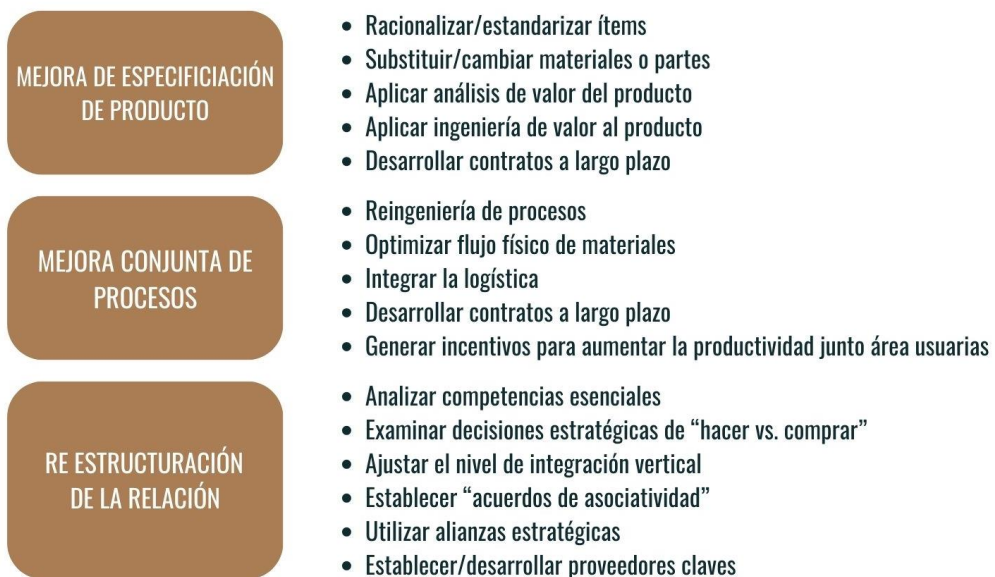 MEJORA DE ESPECIFICIACIÓN
DE PRODUCTO
• Racionalizar/estandarizar ítems
• Substituir/cambiar materiales o partes
• Aplicar análisis de valor del producto
• Aplicar ingeniería de valor al producto
• Desarrollar contratos a largo plazo
MEJORA CONJUNTA DE
PROCESOS
• Reingeniería de procesos
• Optimizar flujo físico de materiales
• Integrar la logística
• Desarrollar contratos a largo plazo
• Generar incentivos para aumentar la productividad junto área usuarias
RE ESTRUCTURACIÓN
DE LA RELACIÓN
• Analizar competencias esenciales
• Examinar decisiones estratégicas de “hacer vs. comprar”
• Ajustar el nivel de integración vertical
• Establecer “acuerdos de asociatividad”
• Utilizar alianzas estratégicas
• Establecer/desarrollar proveedores claves